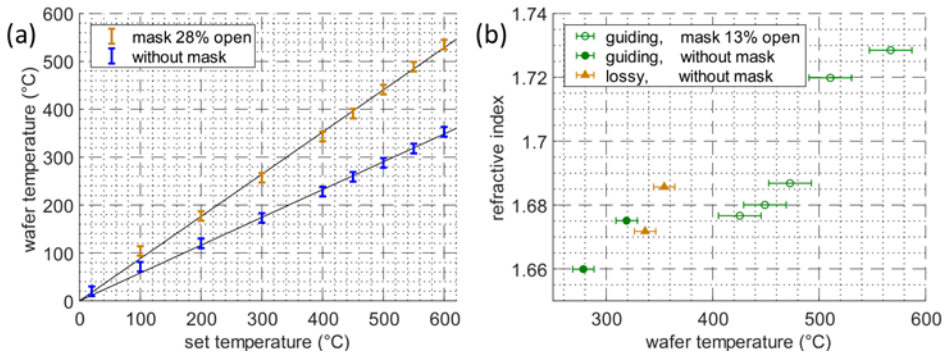 (a)
mask 28% open
without mask
wafer temperature (°C)
600
500
400
300
200
100
0
0 100 200 300 400 500 600
set temperature (°C)
(b)
guiding, mask 13% open
guiding, without mask
lossy, without mask
refractive index
1.74
1.72
1.7
1.68
1.66
300 400 500 600
wafer temperature (°C)